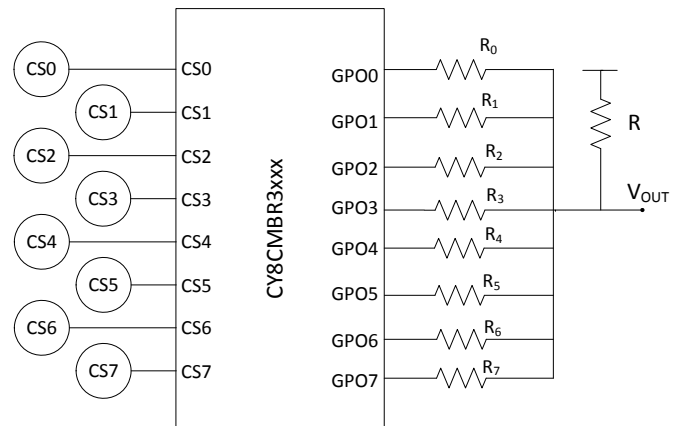 CS0
CS1
CS2
CS3
CS4
CS5
CS6
CS7
CS0
CS1
CS2
CS3
CS4
CS5
CS6
CS7
CY8CMBR3xxx
GPO0
GPO1
GPO2
GPO3
GPO4
GPO5
GPO6
GPO7
R0
R1
R2
R3
R4
R5
R6
R7
R
VOUT